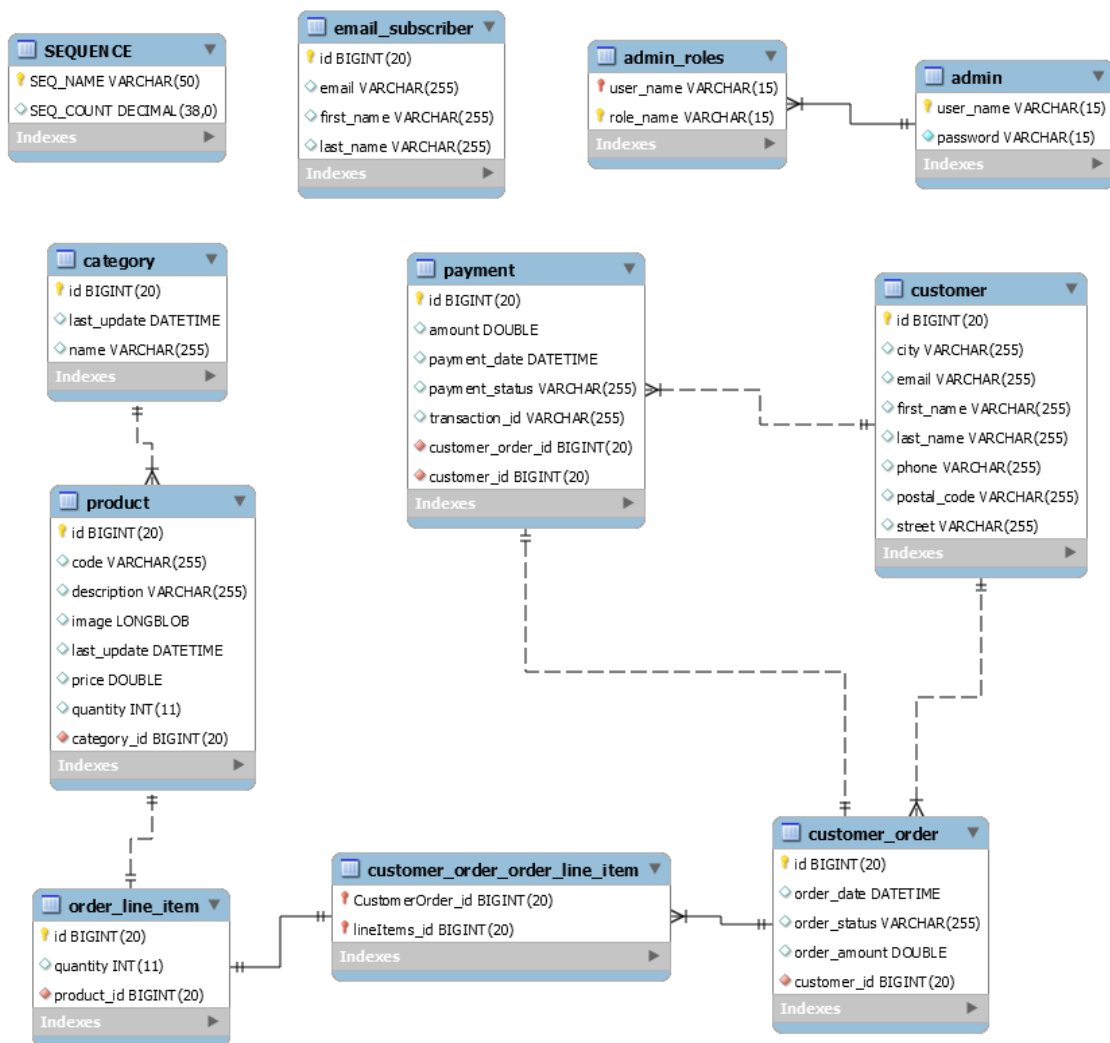 SEQUENCE
SEQ_NAME VARCHAR(50)
SEQ_COUNT DECIMAL(38,0)
Indexes
email_subscriber
id BIGINT(20)
email VARCHAR(255)
first_name VARCHAR(255)
last_name VARCHAR(255)
Indexes
admin_roles
user_name VARCHAR(15)
role_name VARCHAR(15)
Indexes
admin
user_name VARCHAR(15)
password VARCHAR(15)
Indexes
category
id BIGINT(20)
last_update DATETIME
name VARCHAR(255)
Indexes
payment
id BIGINT(20)
amount DOUBLE
payment_date DATETIME
payment_status VARCHAR(255)
transaction_id VARCHAR(255)
customer_order_id BIGINT(20)
customer_id BIGINT(20)
Indexes
customer
id BIGINT(20)
city VARCHAR(255)
email VARCHAR(255)
first_name VARCHAR(255)
last_name VARCHAR(255)
phone VARCHAR(255)
postal_code VARCHAR(255)
street VARCHAR(255)
Indexes
product
id BIGINT(20)
code VARCHAR(255)
description VARCHAR(255)
image LONGBLOB
last_update DATETIME
price DOUBLE
quantity INT(11)
category_id BIGINT(20)
Indexes
order_line_item
id BIGINT(20)
quantity INT(11)
product_id BIGINT(20)
Indexes
customer_order_order_line_item
CustomerOrder_id BIGINT(20)
lineItems_id BIGINT(20)
Indexes
customer_order
id BIGINT(20)
order_date DATETIME
order_status VARCHAR(255)
order_amount DOUBLE
customer_id BIGINT(20)
Indexes